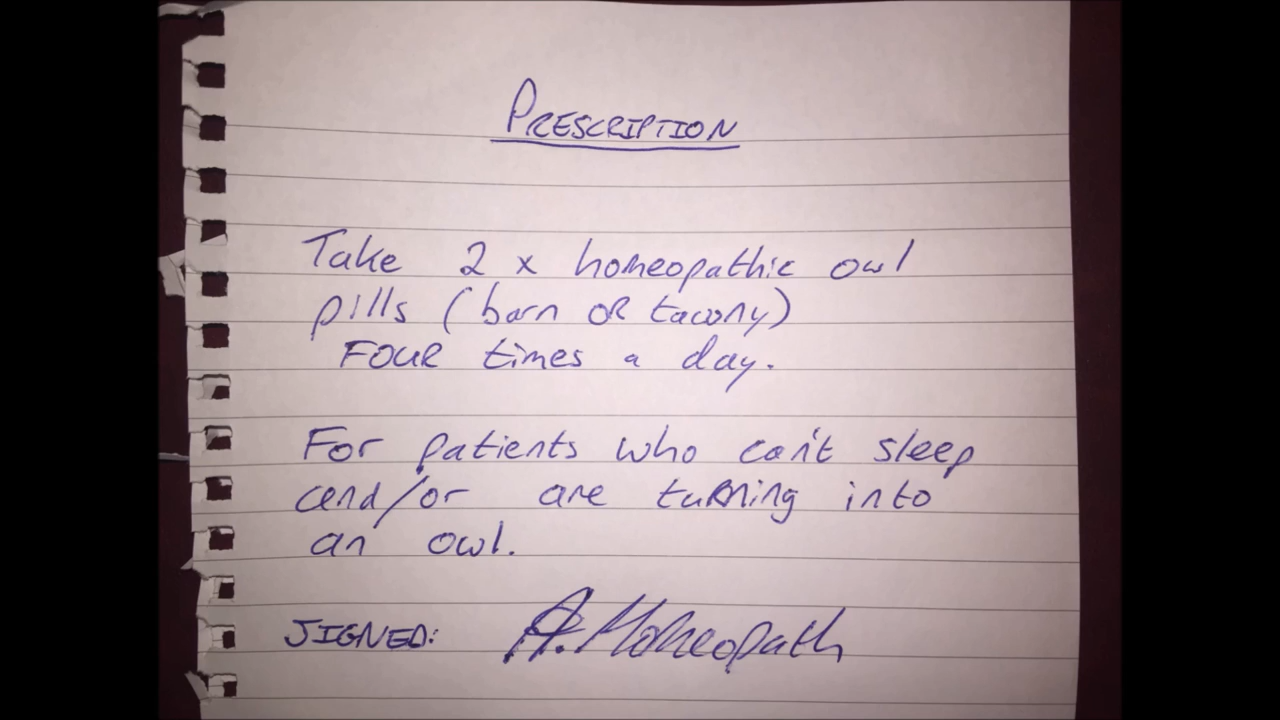 PRESCRIPTION
Take 2 x homeopathic owl
pills (barn OR tawny)
FOUR times a day.
For patients who can't sleep
and/or are turning into
an owl.
SIGNED: A. Homeopath